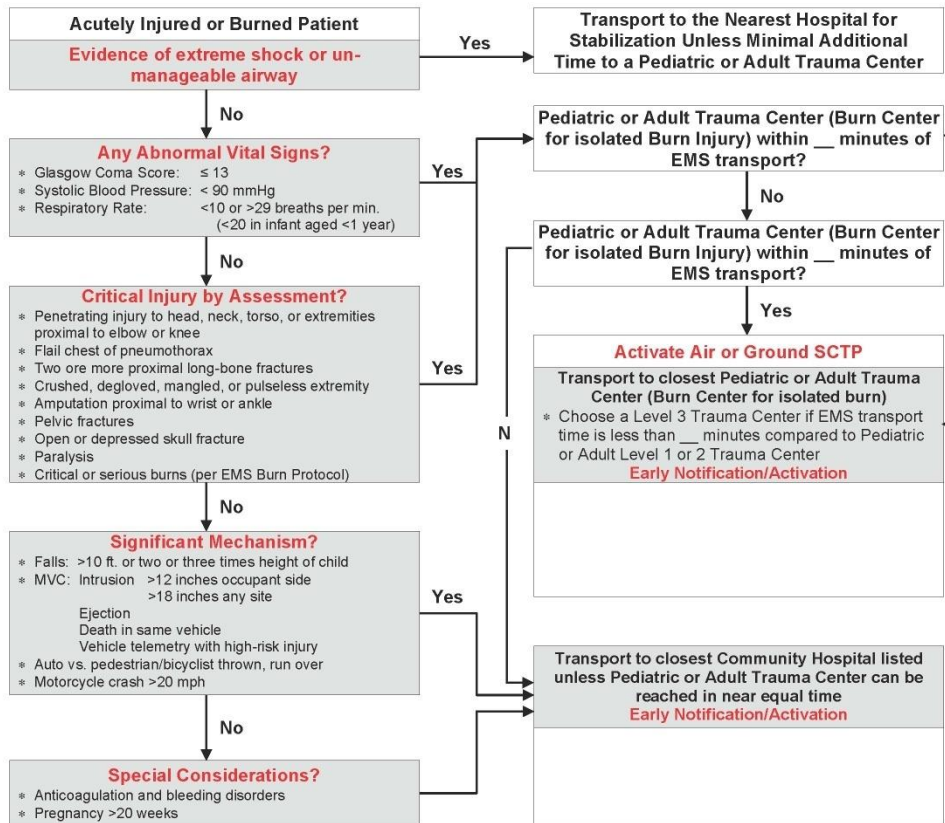 Acutely Injured or Burned Patient
Evidence of extreme shock or un-
manageable airway
Yes
Transport to the Nearest Hospital for
Stabilization Unless Minimal Additional
Time to a Pediatric or Adult Trauma Center
No
Any Abnormal Vital Signs?
* Glasgow Coma Score: ≤ 13
* Systolic Blood Pressure: < 90 mmHg
* Respiratory Rate: <10 or >29 breaths per min.
(<20 in infant aged <1 year)
Yes
Pediatric or Adult Trauma Center (Burn Center
for isolated Burn Injury) within __ minutes of
EMS transport?
No
Pediatric or Adult Trauma Center (Burn Center
for isolated Burn Injury) within __ minutes of
EMS transport?
Yes
No
Critical Injury by Assessment?
* Penetrating injury to head, neck, torso, or extremities
proximal to elbow or knee
* Flail chest of pneumothorax
* Two ore more proximal long-bone fractures
* Crushed, degloved, mangled, or pulseless extremity
* Amputation proximal to wrist or ankle
* Pelvic fractures
* Open or depressed skull fracture
* Paralysis
* Critical or serious burns (per EMS Burn Protocol)
Yes
N
Activate Air or Ground SCTP
Transport to closest Pediatric or Adult Trauma
Center (Burn Center for isolated burn)
* Choose a Level 3 Trauma Center if EMS transport
time is less than __ minutes compared to Pediatric
or Adult Level 1 or 2 Trauma Center
Early Notification/Activation
No
Significant Mechanism?
* Falls: >10 ft. or two or three times height of child
* MVC: Intrusion >12 inches occupant side
>18 inches any site
Ejection
Death in same vehicle
Vehicle telemetry with high-risk injury
* Auto vs. pedestrian/bicyclist thrown, run over
* Motorcycle crash >20 mph
Yes
Transport to closest Community Hospital listed
unless Pediatric or Adult Trauma Center can be
reached in near equal time
Early Notification/Activation
No
Special Considerations?
* Anticoagulation and bleeding disorders
* Pregnancy >20 weeks